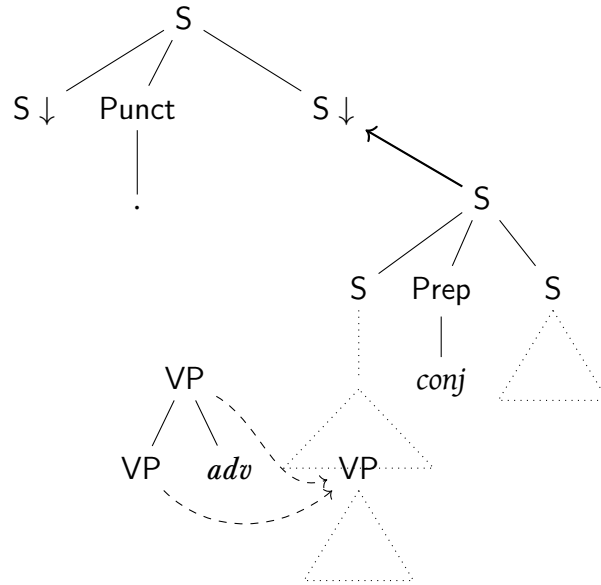 S
S ↓ Punct S ↓
.
S
S Prep S
VP conj
VP adv VP